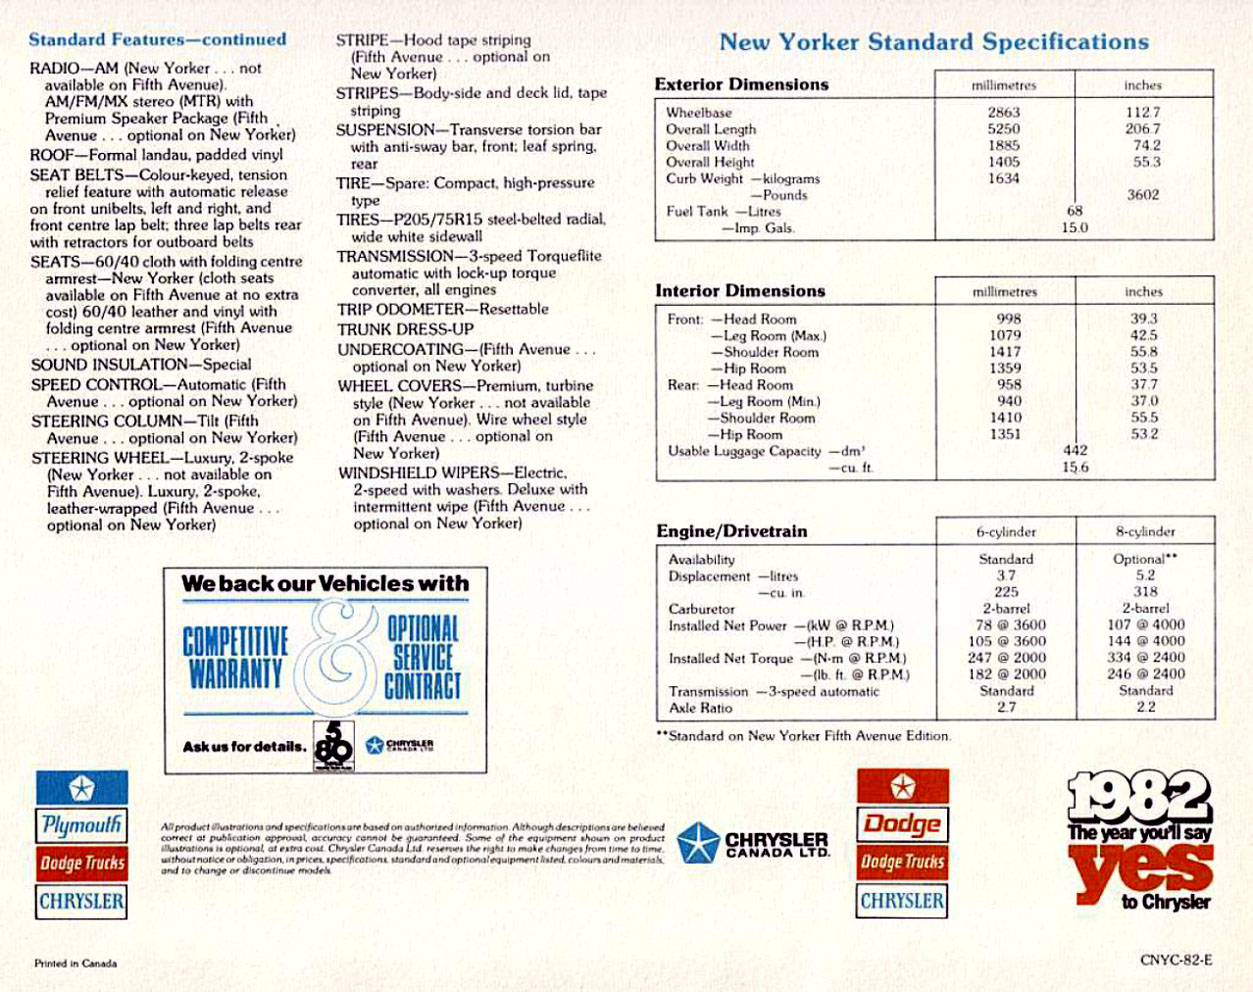 Standard Features—continued
RADIO—AM (New Yorker . . . not
available on Fifth Avenue).
AM/FM/MX stereo (MTR) with
Premium Speaker Package (Fifth
Avenue . . . optional on New Yorker)
ROOF—Formal landau, padded vinyl
SEAT BELTS—Colour-keyed, tension
relief feature with automatic release
on front unibelts, left and right, and
front centre lap belt; three lap belts rear
with retractors for outboard belts
SEATS—60/40 cloth with folding centre
armrest—New Yorker (cloth seats
available on Fifth Avenue at no extra
cost) 60/40 leather and vinyl with
folding centre armrest (Fifth Avenue
. . . optional on New Yorker)
SOUND INSULATION—Special
SPEED CONTROL—Automatic (Fifth
Avenue . . . optional on New Yorker)
STEERING COLUMN—Tilt (Fifth
Avenue . . . optional on New Yorker)
STEERING WHEEL—Luxury, 2-spoke
(New Yorker . . . not available on
Fifth Avenue). Luxury, 2-spoke,
leather-wrapped (Fifth Avenue . . .
optional on New Yorker)
STRIPE—Hood tape striping
(Fifth Avenue . . . optional on
New Yorker)
STRIPES—Body-side and deck lid, tape
striping
SUSPENSION—Transverse torsion bar
with anti-sway bar, front; leaf spring,
rear
TIRE—Spare: Compact, high-pressure
type
TIRES—P205/75R15 steel-belted radial,
wide white sidewall
TRANSMISSION—3-speed Torqueflite
automatic with lock-up torque
converter, all engines
TRIP ODOMETER—Resettable
TRUNK DRESS-UP
UNDERCOATING—(Fifth Avenue . . .
optional on New Yorker)
WHEEL COVERS—Premium, turbine
style (New Yorker . . . not available
on Fifth Avenue). Wire wheel style
(Fifth Avenue . . . optional on
New Yorker)
WINDSHIELD WIPERS—Electric,
2-speed with washers. Deluxe with
intermittent wipe (Fifth Avenue . . .
optional on New Yorker)
New Yorker Standard Specifications
Exterior Dimensions millimetres inches
Wheelbase 2863 112.7
Overall Length 5250 206.7
Overall Width 1885 74.2
Overall Height 1405 55.3
Curb Weight —kilograms 1634
—Pounds 3602
Fuel Tank —Litres 68
—Imp. Gals. 15.0
Interior Dimensions millimetres inches
Front: —Head Room 998 39.3
—Leg Room (Max.) 1079 42.5
—Shoulder Room 1417 55.8
—Hip Room 1359 53.5
Rear: —Head Room 958 37.7
—Leg Room (Min.) 940 37.0
—Shoulder Room 1410 55.5
—Hip Room 1351 53.2
Usable Luggage Capacity —dm³ 442
—cu. ft. 15.6
Engine/Drivetrain 6-cylinder 8-cylinder
Availability Standard Optional**
Displacement —litres 3.7 5.2
—cu. in. 225 318
Carburetor 2-barrel 2-barrel
Installed Net Power —(kW @ R.P.M.) 78 @ 3600 107 @ 4000
—(H.P. @ R.P.M.) 105 @ 3600 144 @ 4000
Installed Net Torque —(N·m @ R.P.M.) 247 @ 2000 334 @ 2400
—(lb. ft. @ R.P.M.) 182 @ 2000 246 @ 2400
Transmission —3-speed automatic Standard Standard
Axle Ratio 2.7 2.2
**Standard on New Yorker Fifth Avenue Edition.
We back our Vehicles with
COMPETITIVE
WARRANTY
&
OPTIONAL
SERVICE
CONTRACT
Ask us for details.
5
80
CHRYSLER
CANADA LTD.
Plymouth
Dodge Trucks
CHRYSLER
All product illustrations and specifications are based on authorized information. Although descriptions are believed
correct at publication approval, accuracy cannot be guaranteed. Some of the equipment shown on product
illustrations is optional, at extra cost. Chrysler Canada Ltd. reserves the right to make changes from time to time,
without notice or obligation, in prices, specifications, standard and optional equipment listed, colours and materials,
and to change or discontinue models.
CHRYSLER
CANADA LTD.
Dodge
Dodge Trucks
CHRYSLER
1982
The year you'll say
yes
to Chrysler
Printed in Canada
CNYC-82-E